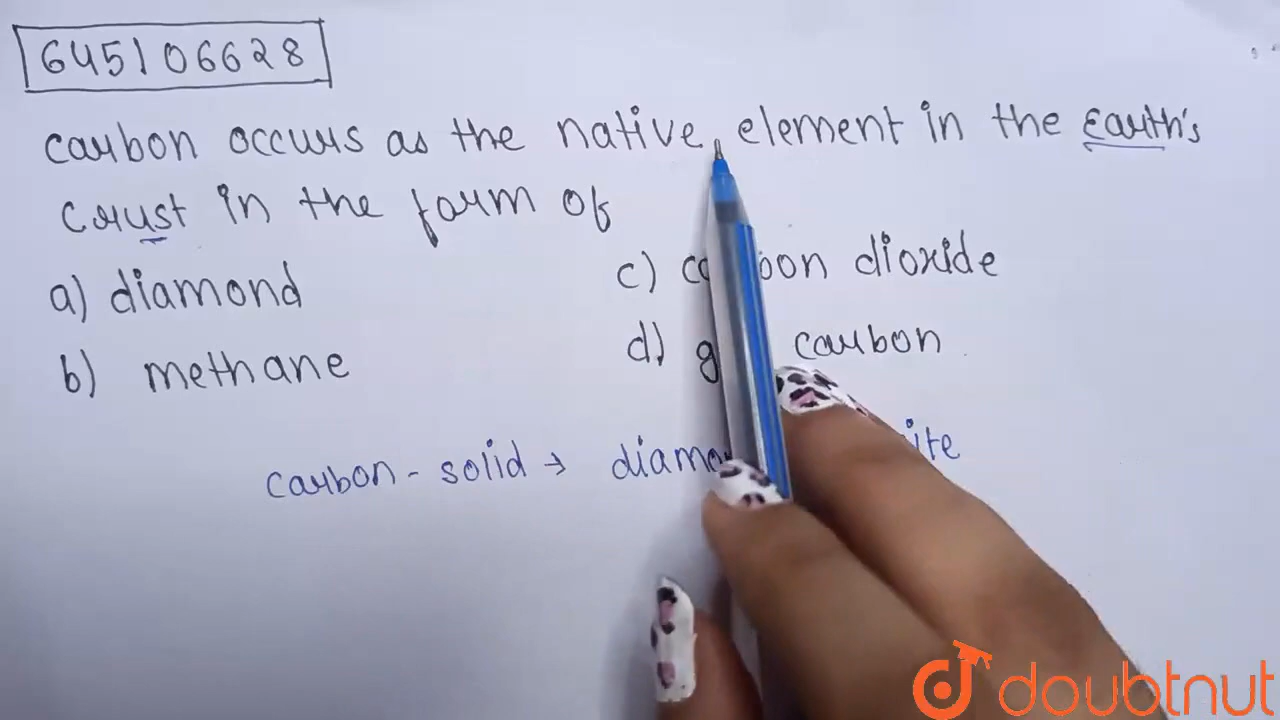 645106628
carbon occurs as the native element in the Earth's
crust in the form of
a) diamond
c) dioxide
b) methane
d) carbon
carbon - solid →
doubtnut